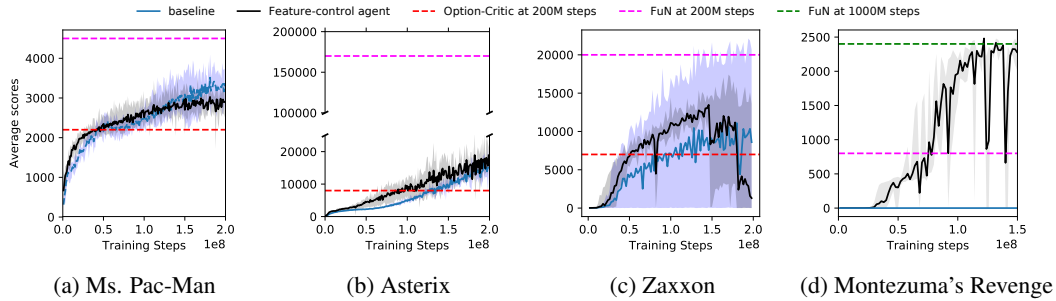 baseline Feature-control agent Option-Critic at 200M steps FuN at 200M steps FuN at 1000M steps
Average scores
4000
3000
2000
1000
0
0.0 0.5 1.0 1.5 2.0
Training Steps 1e8
(a) Ms. Pac-Man
200000
150000
100000
20000
10000
0
0.0 0.5 1.0 1.5 2.0
Training Steps 1e8
(b) Asterix
20000
15000
10000
5000
0
0.0 0.5 1.0 1.5 2.0
Training Steps 1e8
(c) Zaxxon
2500
2000
1500
1000
500
0
0.0 0.5 1.0 1.5
Training Steps 1e8
(d) Montezuma's Revenge